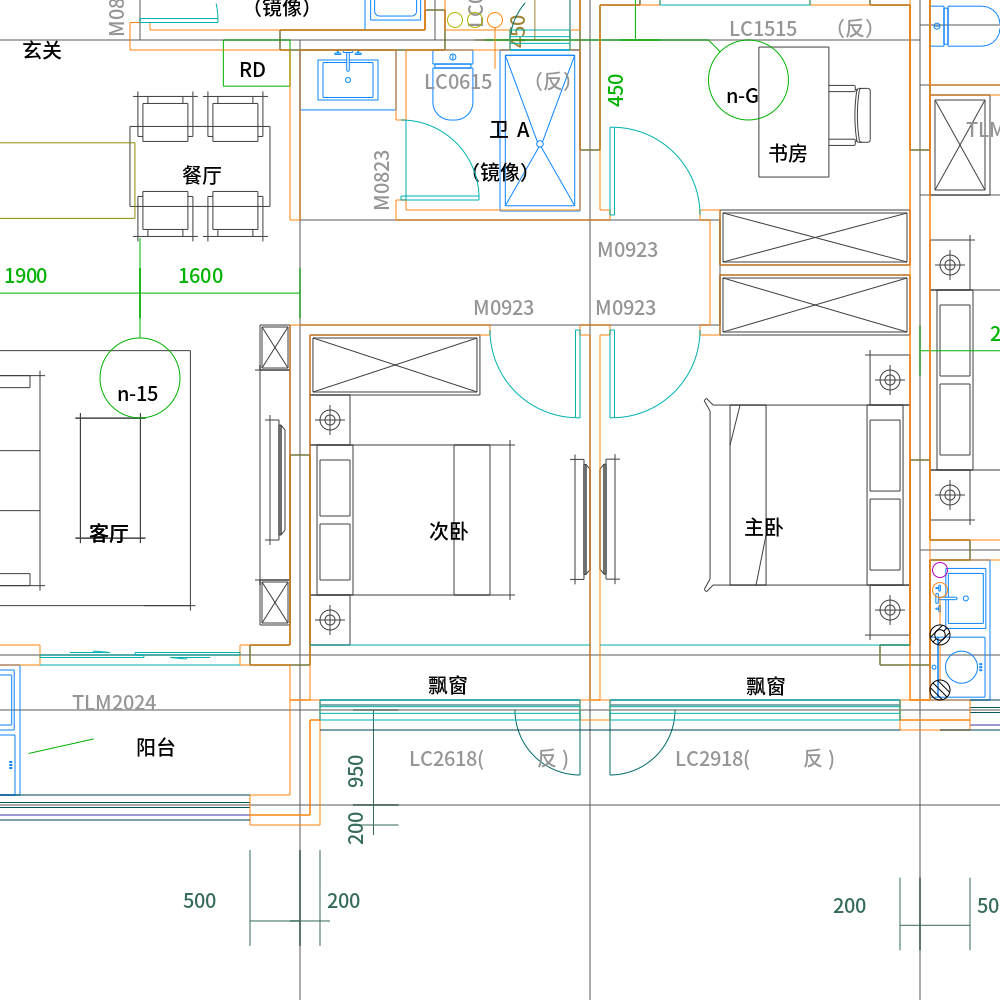 M08
（镜像）
450
LC0
LC1515 （反）
玄关
RD
LC0615 （反）
450
n-G
卫 A
TLM
书房
餐厅
M0823
（镜像）
M0923
1900
1600
M0923
M0923
2
n-15
客厅
次卧
主卧
飘窗
飘窗
TLM2024
阳台
LC2618( 反 )
LC2918( 反 )
950
200
500
200
200
50